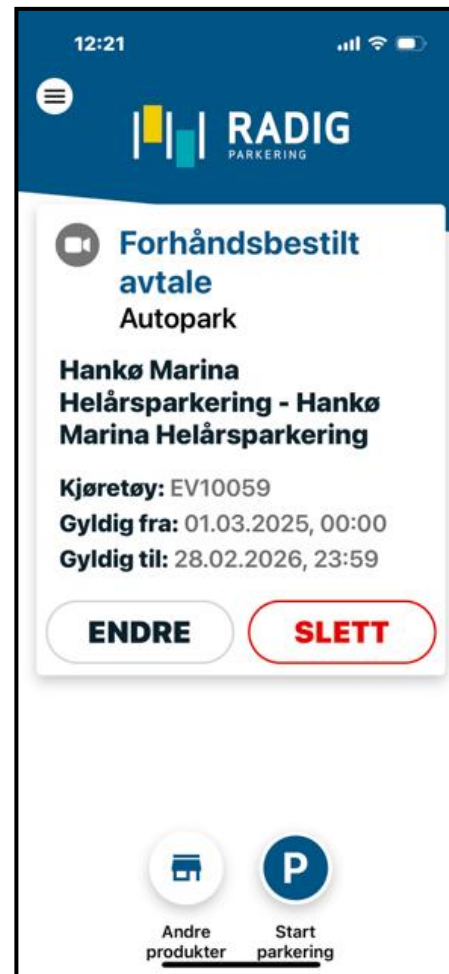 12:21
RADIG
PARKERING
Forhåndsbestilt
avtale
Autopark
Hankø Marina
Helårsparkering - Hankø
Marina Helårsparkering
Kjøretøy: EV10059
Gyldig fra: 01.03.2025, 00:00
Gyldig til: 28.02.2026, 23:59
ENDRE SLETT
P
Andre Start
produkter parkering